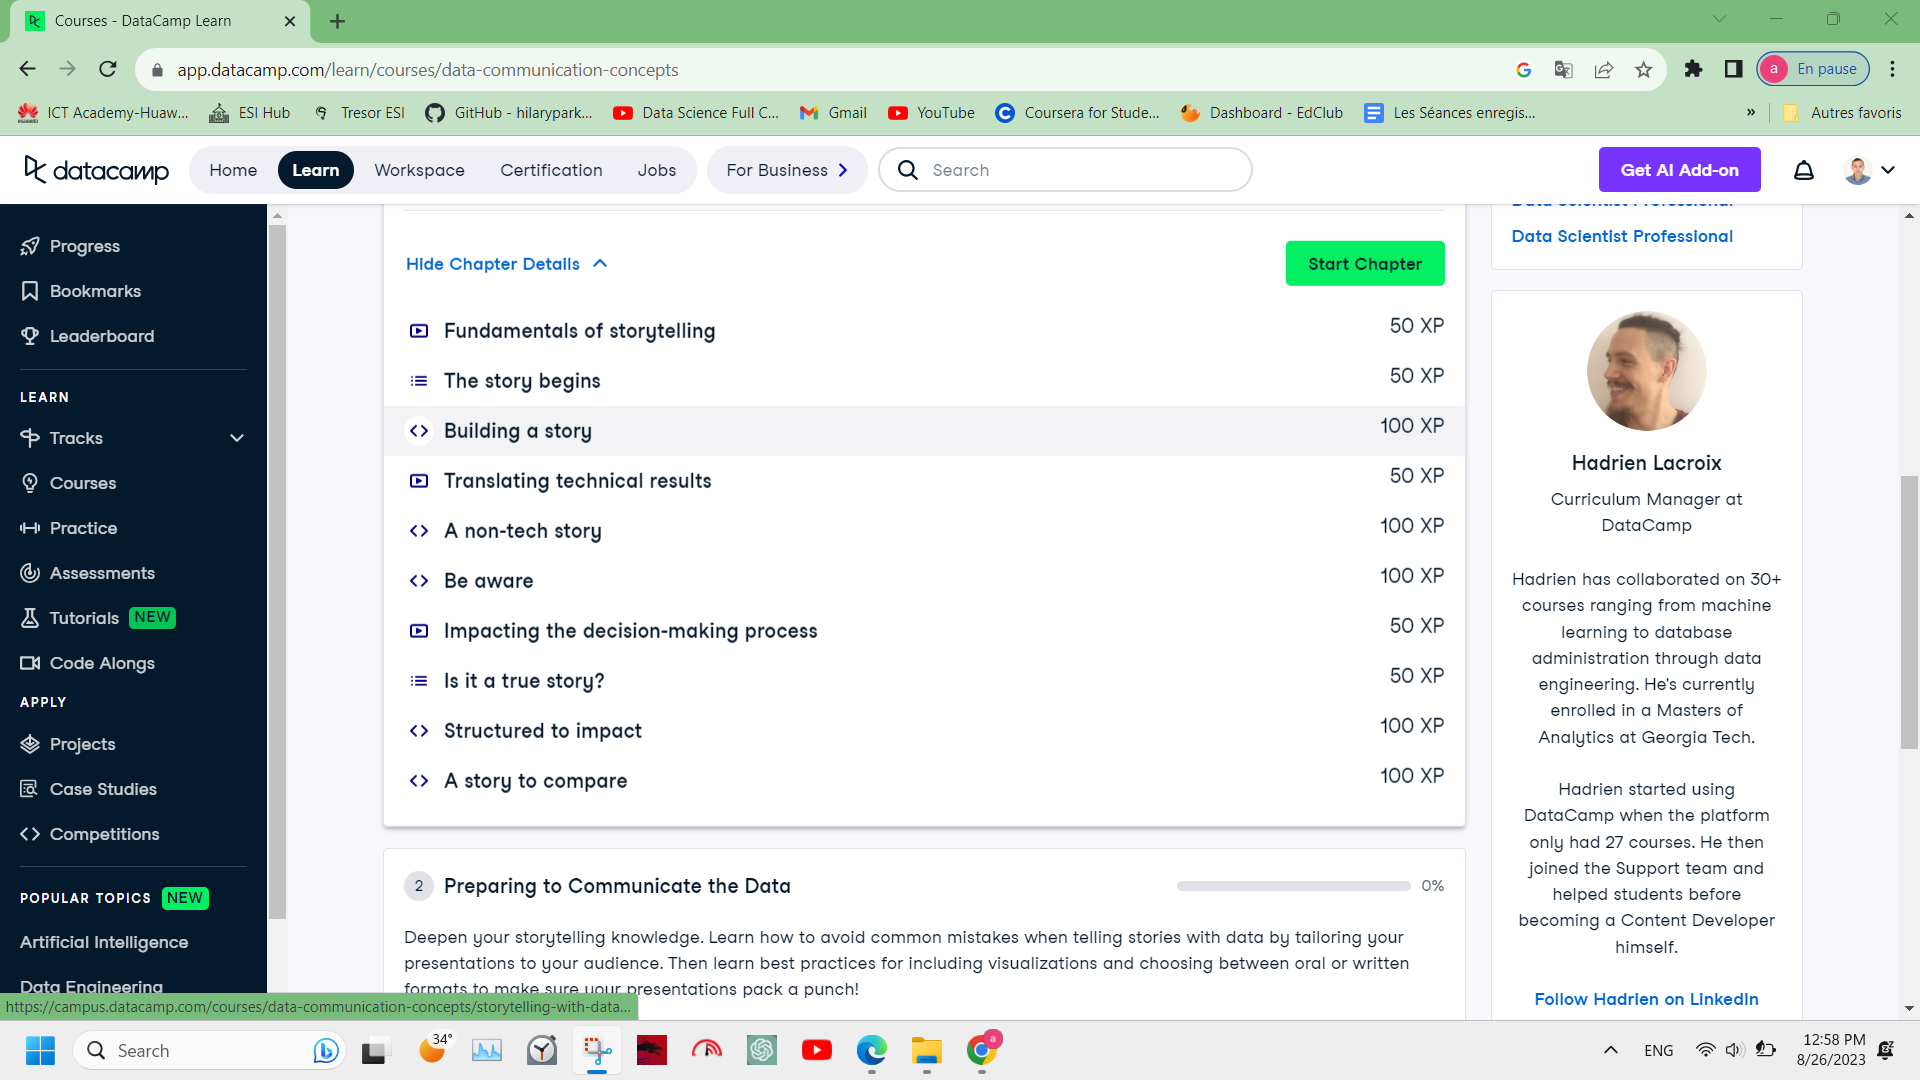 Courses - DataCamp Learn
app.datacamp.com/learn/courses/data-communication-concepts
a En pause
ICT Academy-Huaw...
ESI Hub
Tresor ESI
GitHub - hilarypark...
Data Science Full C...
Gmail
YouTube
Coursera for Stude...
Dashboard - EdClub
Les Séances enregis...
»
Autres favoris
datacamp
Home
Learn
Workspace
Certification
Jobs
For Business
Search
Get AI Add-on
Progress
Bookmarks
Leaderboard
LEARN
Tracks
Courses
Practice
Assessments
Tutorials NEW
Code Alongs
APPLY
Projects
Case Studies
Competitions
POPULAR TOPICS NEW
Artificial Intelligence
Data Engineering
Hide Chapter Details
Start Chapter
Fundamentals of storytelling 50 XP
The story begins 50 XP
Building a story 100 XP
Translating technical results 50 XP
A non-tech story 100 XP
Be aware 100 XP
Impacting the decision-making process 50 XP
Is it a true story? 50 XP
Structured to impact 100 XP
A story to compare 100 XP
2 Preparing to Communicate the Data 0%
Deepen your storytelling knowledge. Learn how to avoid common mistakes when telling stories with data by tailoring your
presentations to your audience. Then learn best practices for including visualizations and choosing between oral or written
formats to make sure your presentations pack a punch!
Data Scientist Professional
Data Scientist Professional
Hadrien Lacroix
Curriculum Manager at
DataCamp
Hadrien has collaborated on 30+
courses ranging from machine
learning to database
administration through data
engineering. He's currently
enrolled in a Masters of
Analytics at Georgia Tech.
Hadrien started using
DataCamp when the platform
only had 27 courses. He then
joined the Support team and
helped students before
becoming a Content Developer
himself.
Follow Hadrien on LinkedIn
https://campus.datacamp.com/courses/data-communication-concepts/storytelling-with-data...
Search
34°
a
ENG
12:58 PM
8/26/2023